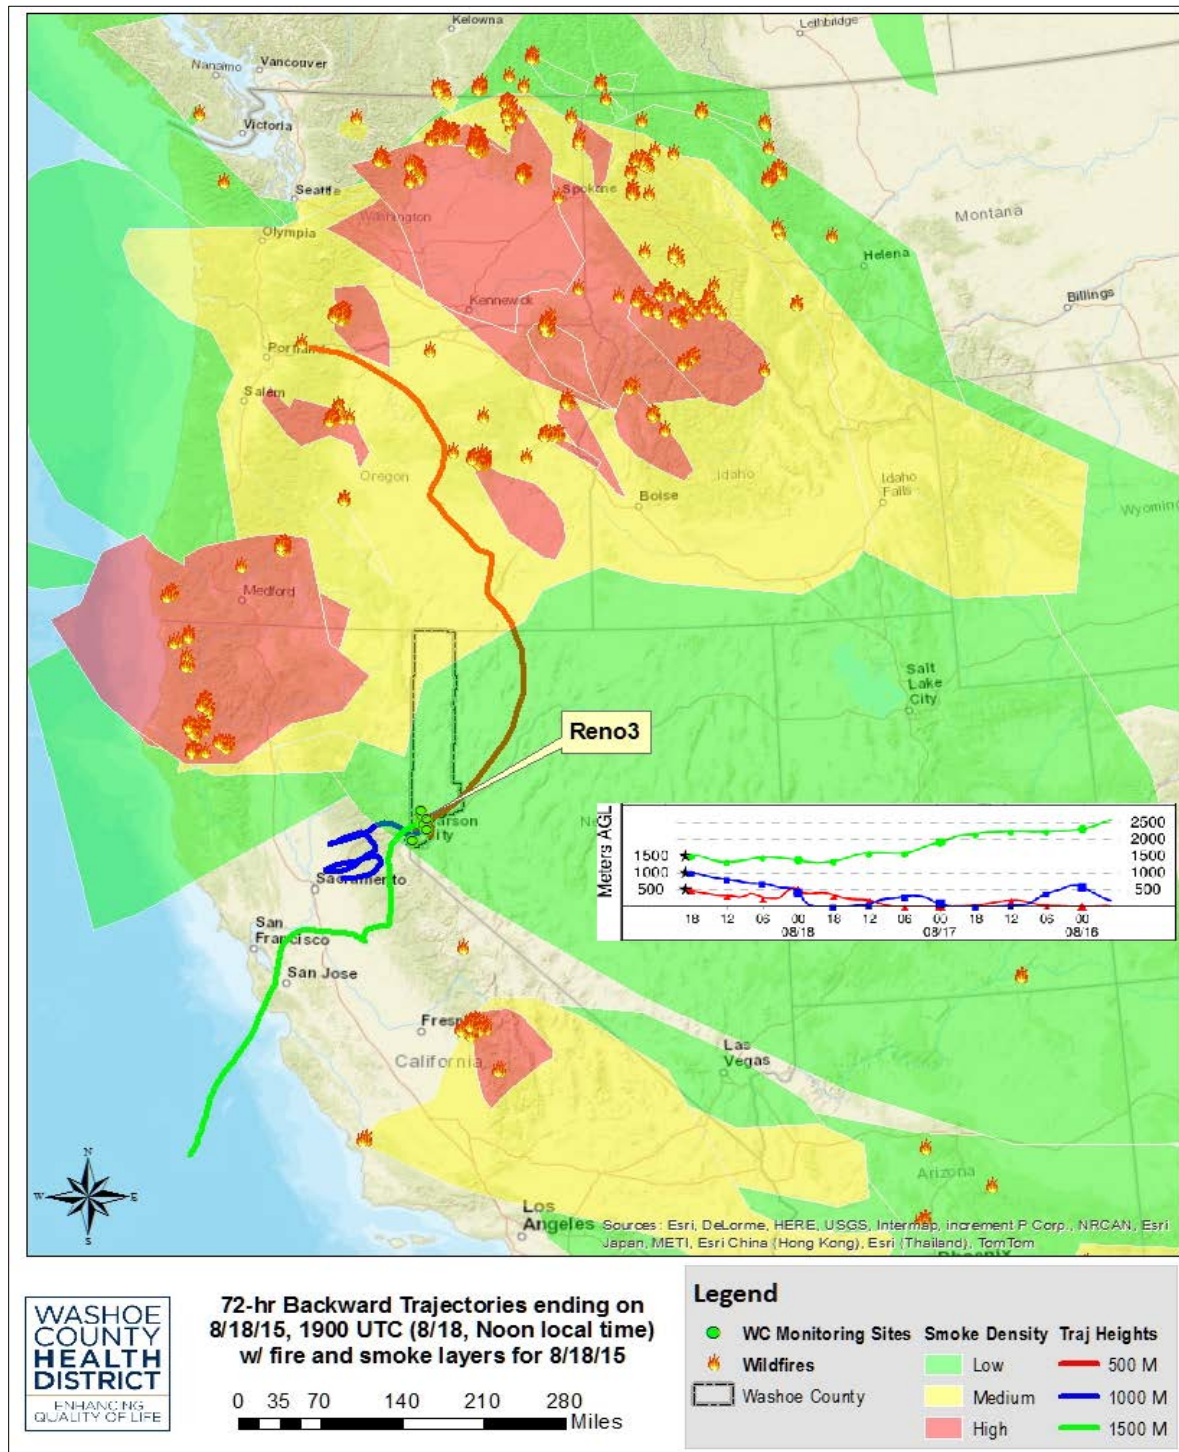 Kelowna
Lethbridge
Nanaimo
Vancouver
Victoria
Seattle
Spokane
Washington
Montana
Olympia
Helena
Kennewick
Billings
Portland
Salem
Oregon
Idaho
Idaho
Falls
Boise
Wyoming
Medford
Salt
Lake
City
Reno3
Carson
City
Sacramento
San
Francisco
San Jose
Fresno
California
Las
Vegas
Arizona
Los
Angeles
Phoenix
Meters AGL
1500
1000
500
2500
2000
1500
1000
500
18 12 06 00 18 12 06 00 18 12 06 00
08/18 08/17 08/16
N
W E
S
Sources: Esri, DeLorme, HERE, USGS, Intermap, increment P Corp., NRCAN, Esri
Japan, METI, Esri China (Hong Kong), Esri (Thailand), TomTom
WASHOE
COUNTY
HEALTH
DISTRICT
ENHANCING
QUALITY OF LIFE
72-hr Backward Trajectories ending on
8/18/15, 1900 UTC (8/18, Noon local time)
w/ fire and smoke layers for 8/18/15
0 35 70 140 210 280
Miles
Legend
WC Monitoring Sites Smoke Density Traj Heights
Wildfires Low 500 M
Washoe County Medium 1000 M
High 1500 M